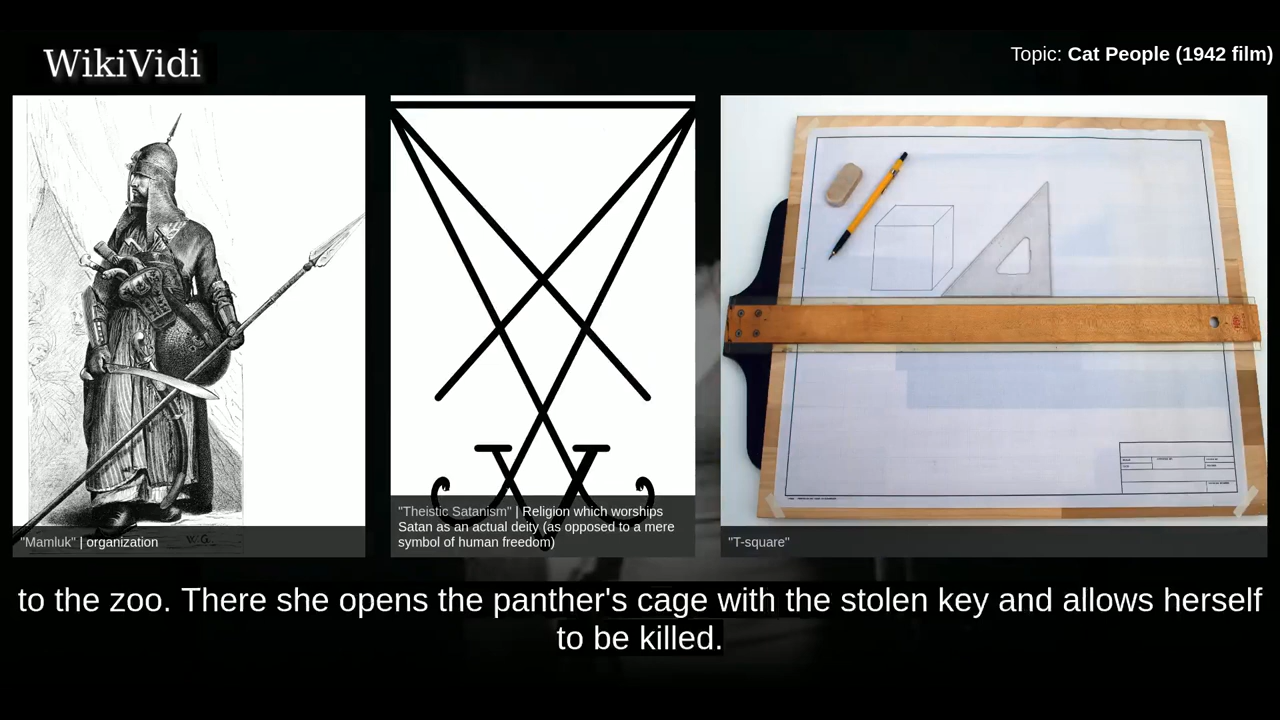 WikiVidi
Topic: Cat People (1942 film)
W.G.
"Mamluk" | organization
"Theistic Satanism" | Religion which worships
Satan as an actual deity (as opposed to a mere
symbol of human freedom)
"T-square"
to the zoo. There she opens the panther's cage with the stolen key and allows herself
to be killed.